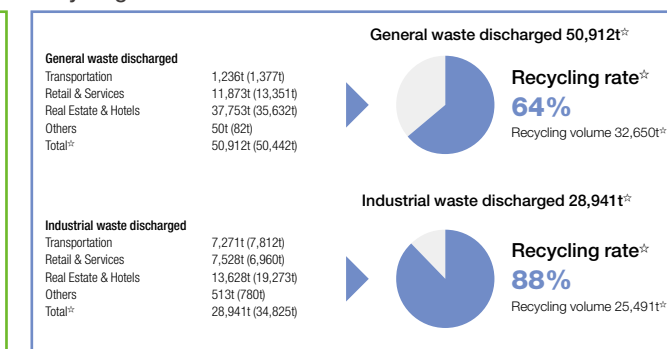 General waste discharged 50,912t☆
General waste discharged
Transportation 1,236t (1,377t)
Retail & Services 11,873t (13,351t)
Real Estate & Hotels 37,753t (35,632t)
Others 50t (82t)
Total☆ 50,912t (50,442t)
Recycling rate☆
64%
Recycling volume 32,650t☆
Industrial waste discharged 28,941t☆
Industrial waste discharged
Transportation 7,271t (7,812t)
Retail & Services 7,528t (6,960t)
Real Estate & Hotels 13,628t (19,273t)
Others 513t (780t)
Total☆ 28,941t (34,825t)
Recycling rate☆
88%
Recycling volume 25,491t☆